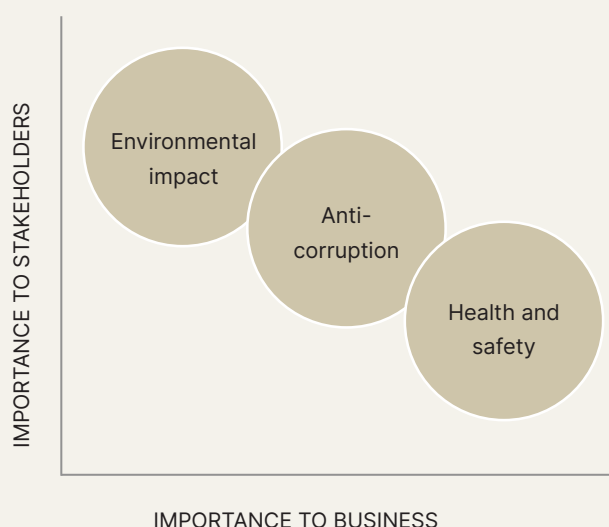 IMPORTANCE TO STAKEHOLDERS
Environmental
impact
Anti-
corruption
Health and
safety
IMPORTANCE TO BUSINESS